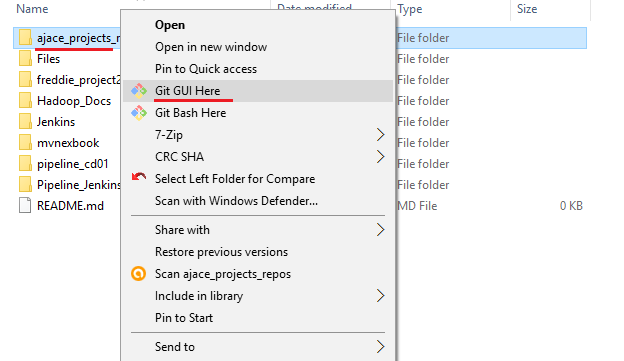 Name Date modified Type Size
ajace_projects_r File folder
Files File folder
freddie_project2 File folder
Hadoop_Docs File folder
Jenkins File folder
mvnexbook File folder
pipeline_cd01 File folder
Pipeline_Jenkins File folder
README.md MD File 0 KB
Open
Open in new window
Pin to Quick access
Git GUI Here
Git Bash Here
7-Zip
CRC SHA
Select Left Folder for Compare
Scan with Windows Defender...
Share with
Restore previous versions
Scan ajace_projects_repos
Include in library
Pin to Start
Send to